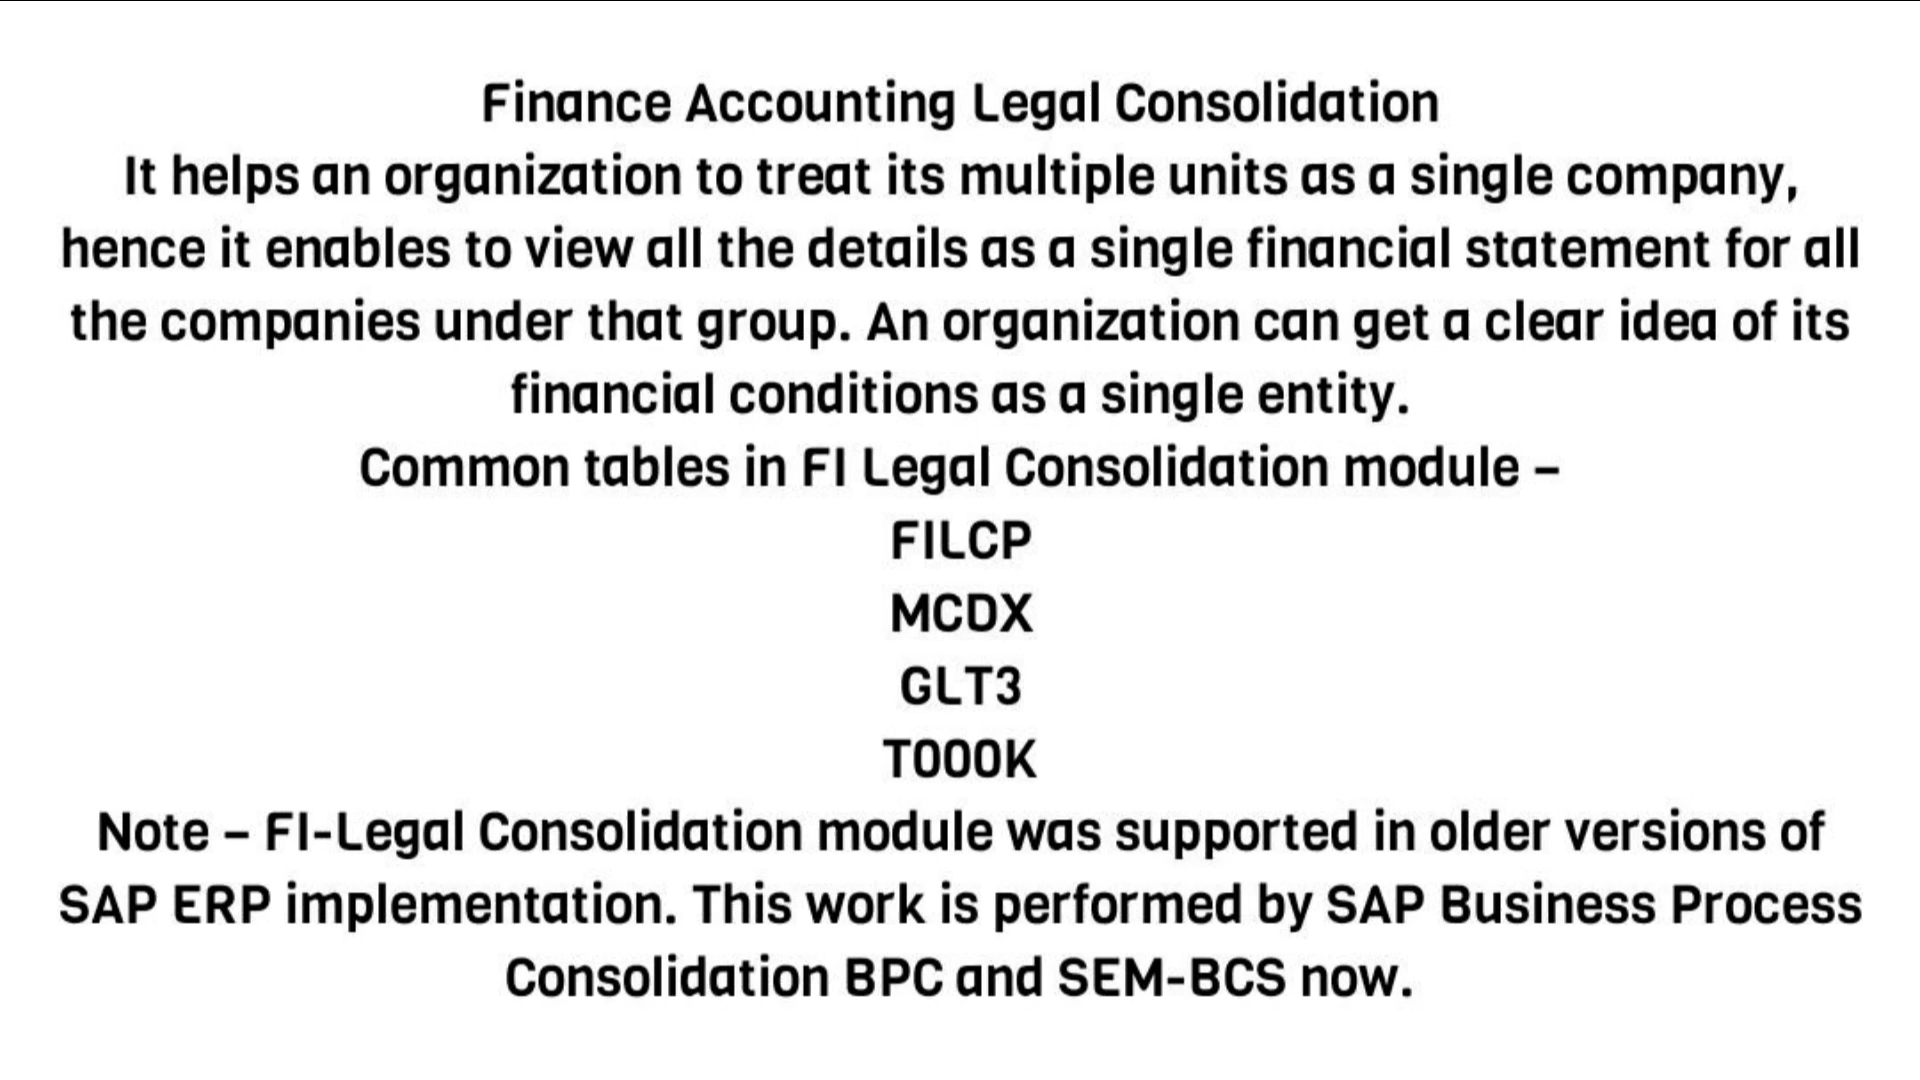 Finance Accounting Legal Consolidation
It helps an organization to treat its multiple units as a single company,
hence it enables to view all the details as a single financial statement for all
the companies under that group. An organization can get a clear idea of its
financial conditions as a single entity.
Common tables in FI Legal Consolidation module –
FILCP
MCDX
GLT3
T000K
Note – FI-Legal Consolidation module was supported in older versions of
SAP ERP implementation. This work is performed by SAP Business Process
Consolidation BPC and SEM-BCS now.